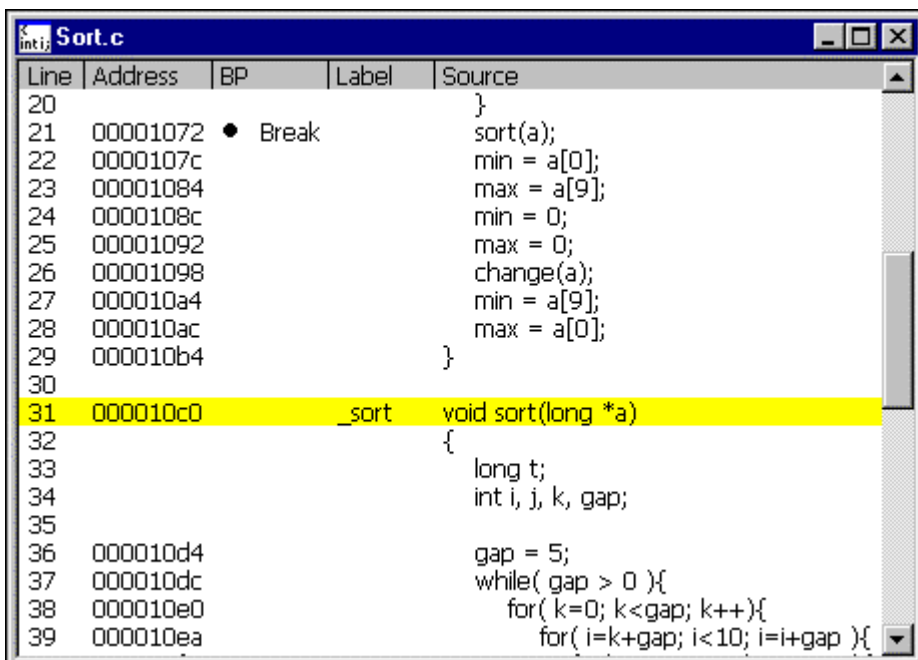 Sort.c
Line Address BP Label Source
20 }
21 00001072 ● Break sort(a);
22 0000107c min = a[0];
23 00001084 max = a[9];
24 0000108c min = 0;
25 00001092 max = 0;
26 00001098 change(a);
27 000010a4 min = a[9];
28 000010ac max = a[0];
29 000010b4 }
30
31 000010c0 _sort void sort(long *a)
32 {
33 long t;
34 int i, j, k, gap;
35
36 000010d4 gap = 5;
37 000010dc while( gap > 0 ){
38 000010e0 for( k=0; k<gap; k++){
39 000010ea for( i=k+gap; i<10; i=i+gap ){